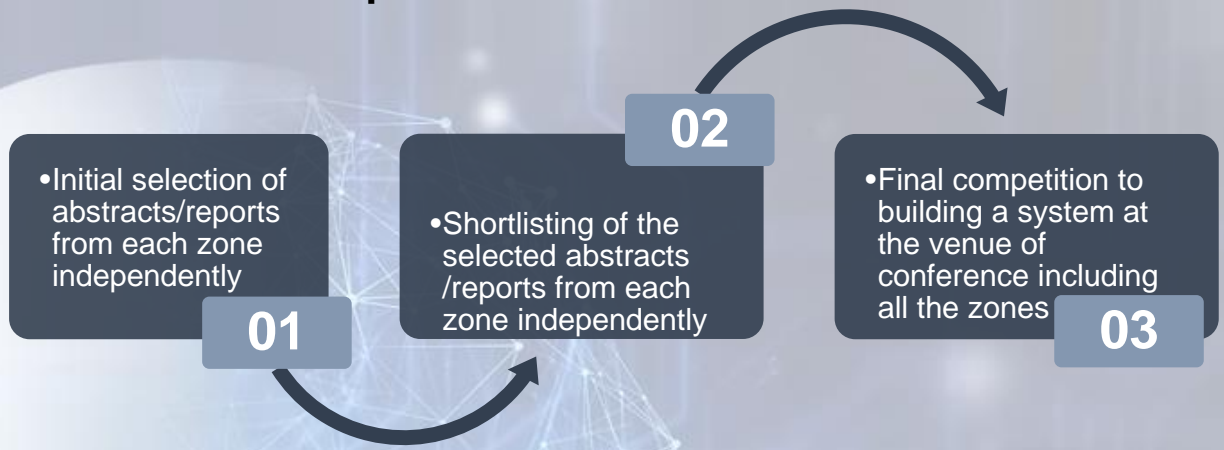 •Initial selection of
abstracts/reports
from each zone
independently
01
02
•Shortlisting of the
selected abstracts
/reports from each
zone independently
•Final competition to
building a system at
the venue of
conference including
all the zones
03